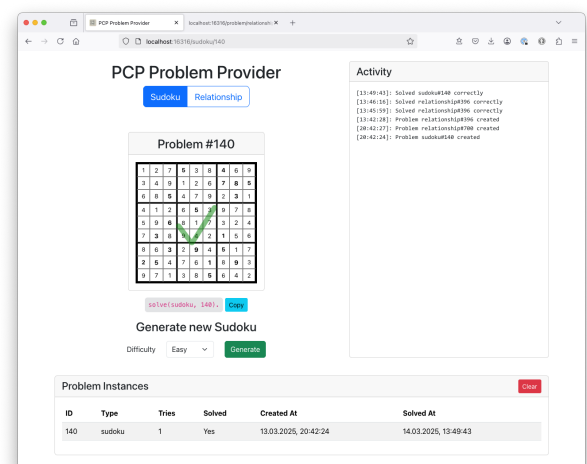 PCP Problem Provider
localhost:16316/problem/relationshi
localhost:16316/sudoku/140
PCP Problem Provider
Sudoku Relationship
Problem #140
1 2 7 5 3 8 4 6 9
3 4 9 1 2 6 7 8 5
6 8 5 4 7 9 2 3 1
4 1 2 6 5 3 9 7 8
5 9 6 8 1 7 3 2 4
7 3 8 9 4 2 1 5 6
8 6 3 2 9 4 5 1 7
2 5 4 7 6 1 8 9 3
9 7 1 3 8 5 6 4 2
solve(sudoku, 140). Copy
Generate new Sudoku
Difficulty Easy Generate
Activity
[13:49:43]: Solved sudoku#140 correctly
[13:46:16]: Solved relationship#396 correctly
[13:45:59]: Solved relationship#396 correctly
[13:42:28]: Problem relationship#396 created
[20:42:27]: Problem relationship#700 created
[20:42:24]: Problem sudoku#140 created
Problem Instances Clear
ID Type Tries Solved Created At Solved At
140 sudoku 1 Yes 13.03.2025, 20:42:24 14.03.2025, 13:49:43